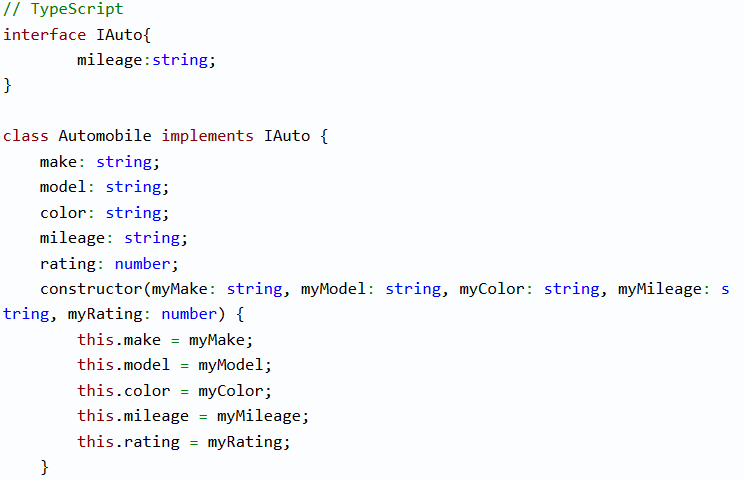 // TypeScript
interface IAuto{
        mileage:string;
}

class Automobile implements IAuto {
    make: string;
    model: string;
    color: string;
    mileage: string;
    rating: number;
    constructor(myMake: string, myModel: string, myColor: string, myMileage: s
tring, myRating: number) {
        this.make = myMake;
        this.model = myModel;
        this.color = myColor;
        this.mileage = myMileage;
        this.rating = myRating;
    }